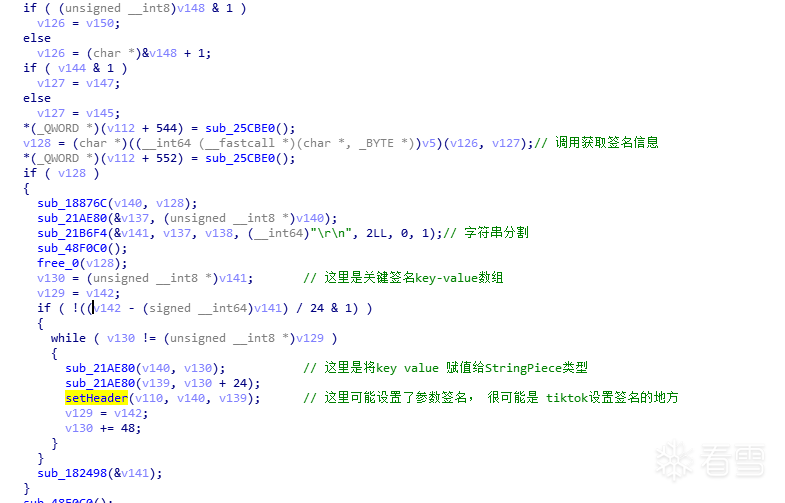 if ( (unsigned __int8)v148 & 1 )
v126 = v150;
else
v126 = (char *)&v148 + 1;
if ( v144 & 1 )
v127 = v147;
else
v127 = v145;
*(_QWORD *)(v112 + 544) = sub_25CBE0();
v128 = (char *)((__int64 (__fastcall *)(char *, _BYTE *))v5)(v126, v127);// 调用获取签名信息
*(_QWORD *)(v112 + 552) = sub_25CBE0();
if ( v128 )
{
sub_18876C(v140, v128);
sub_21AE80(&v137, (unsigned __int8 *)v140);
sub_21B6F4(&v141, v137, v138, (__int64)"\r\n", 2LL, 0, 1);// 字符串分割
sub_48F0C0();
free_0(v128);
v130 = (unsigned __int8 *)v141; // 这里是关键签名key-value数组
v129 = v142;
if ( !((v142 - (signed __int64)v141) / 24 & 1) )
{
while ( v130 != (unsigned __int8 *)v129 )
{
sub_21AE80(v140, v130); // 这里是将key value 赋值给StringPiece类型
sub_21AE80(v139, v130 + 24);
setHeader(v110, v140, v139); // 这里可能设置了参数签名， 很可能是 tiktok设置签名的地方
v129 = v142;
v130 += 48;
}
}
sub_182498(&v141);
}
sub_48F0C0();
看雪